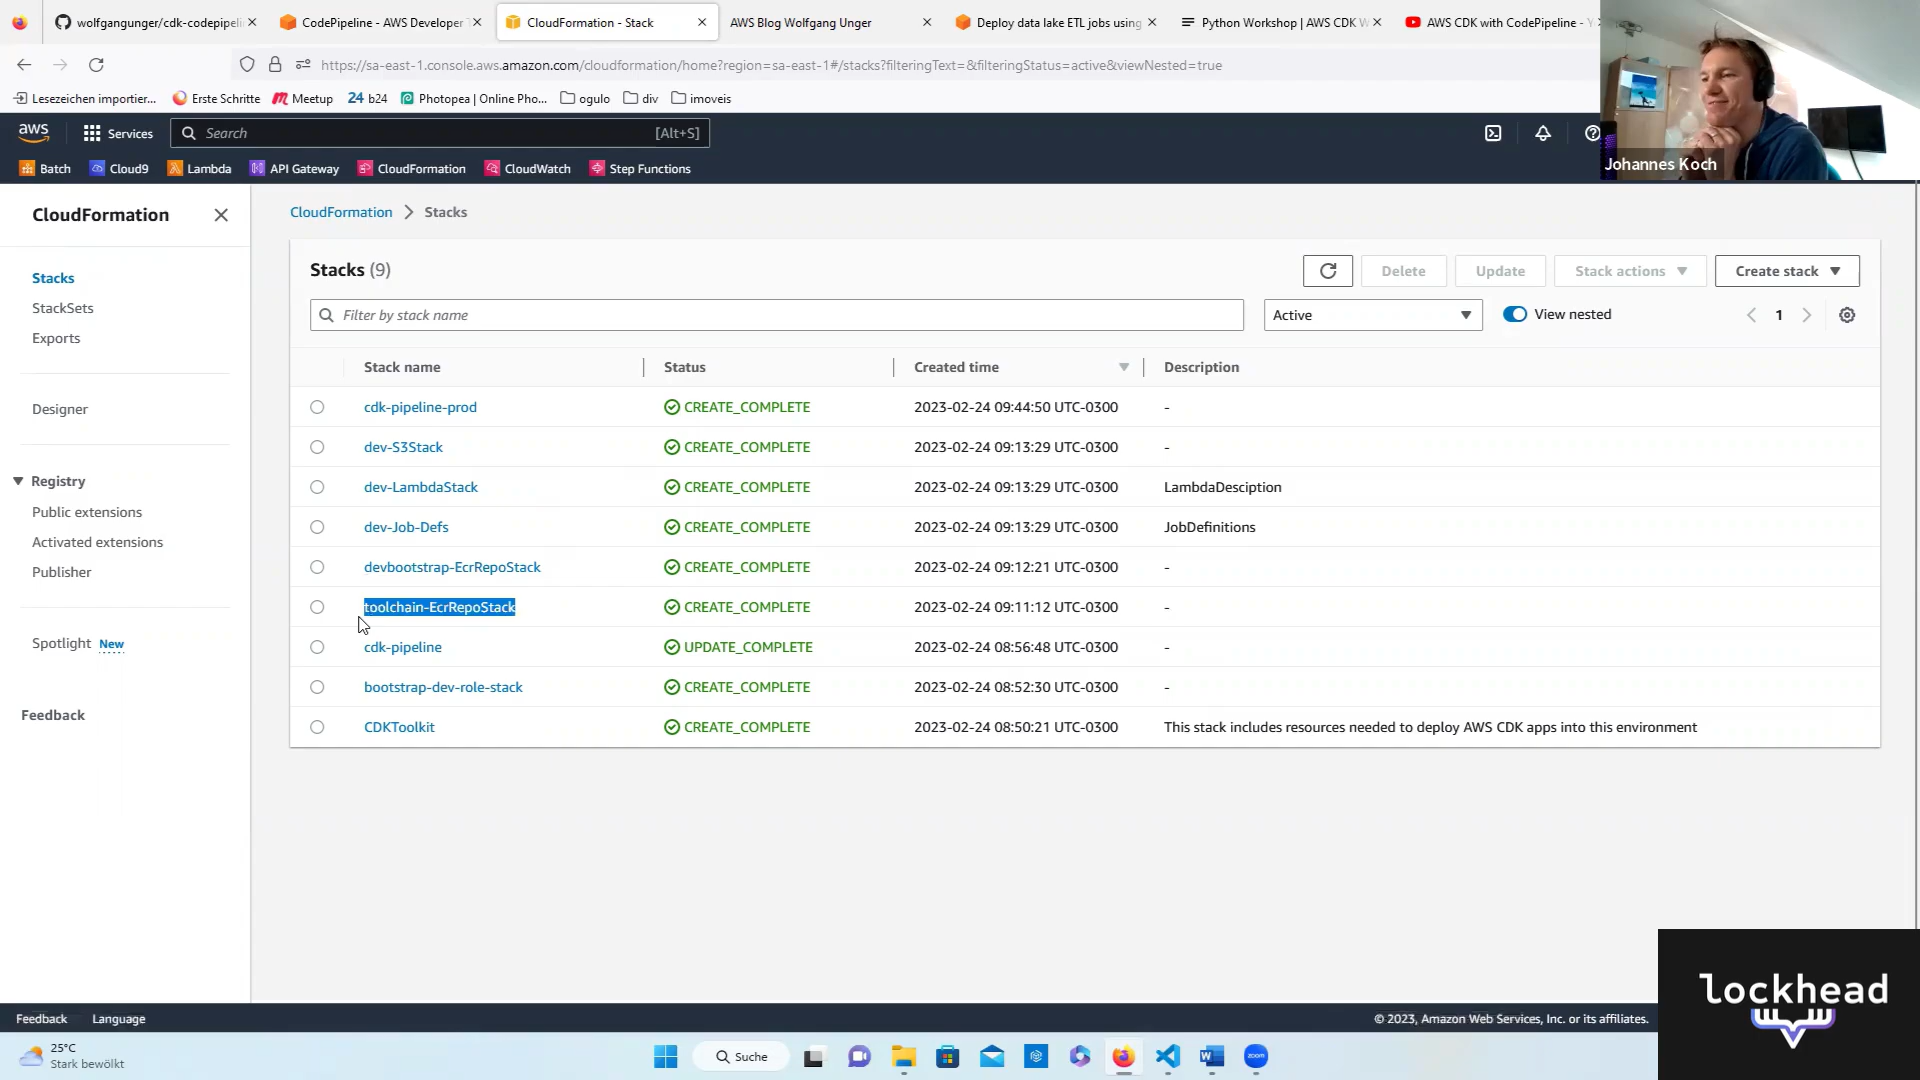 wolfgangunger/cdk-codepipeli
CodePipeline - AWS Developer
CloudFormation - Stack
AWS Blog Wolfgang Unger
Deploy data lake ETL jobs using
Python Workshop | AWS CDK W
AWS CDK with CodePipeline -
https://sa-east-1.console.aws.amazon.com/cloudformation/home?region=sa-east-1#/stacks?filteringText=&filteringStatus=active&viewNested=true
Lesezeichen importier...
Erste Schritte
Meetup
24 b24
Photopea | Online Pho...
ogulo
div
imoveis
aws
Services
Search
[Alt+S]
Johannes Koch
Batch
Cloud9
Lambda
API Gateway
CloudFormation
CloudWatch
Step Functions
CloudFormation
CloudFormation
Stacks
Stacks
StackSets
Exports
Designer
Registry
Public extensions
Activated extensions
Publisher
Spotlight New
Feedback
Stacks (9)
Delete
Update
Stack actions
Create stack
Filter by stack name
Active
View nested
1
Stack name Status Created time Description
cdk-pipeline-prod CREATE_COMPLETE 2023-02-24 09:44:50 UTC-0300 -
dev-S3Stack CREATE_COMPLETE 2023-02-24 09:13:29 UTC-0300 -
dev-LambdaStack CREATE_COMPLETE 2023-02-24 09:13:29 UTC-0300 LambdaDesciption
dev-Job-Defs CREATE_COMPLETE 2023-02-24 09:13:29 UTC-0300 JobDefinitions
devbootstrap-EcrRepoStack CREATE_COMPLETE 2023-02-24 09:12:21 UTC-0300 -
toolchain-EcrRepoStack CREATE_COMPLETE 2023-02-24 09:11:12 UTC-0300 -
cdk-pipeline UPDATE_COMPLETE 2023-02-24 08:56:48 UTC-0300 -
bootstrap-dev-role-stack CREATE_COMPLETE 2023-02-24 08:52:30 UTC-0300 -
CDKToolkit CREATE_COMPLETE 2023-02-24 08:50:21 UTC-0300 This stack includes resources needed to deploy AWS CDK apps into this environment
lockhead
Feedback
Language
© 2023, Amazon Web Services, Inc. or its affiliates.
25°C
Stark bewölkt
Suche
zoom